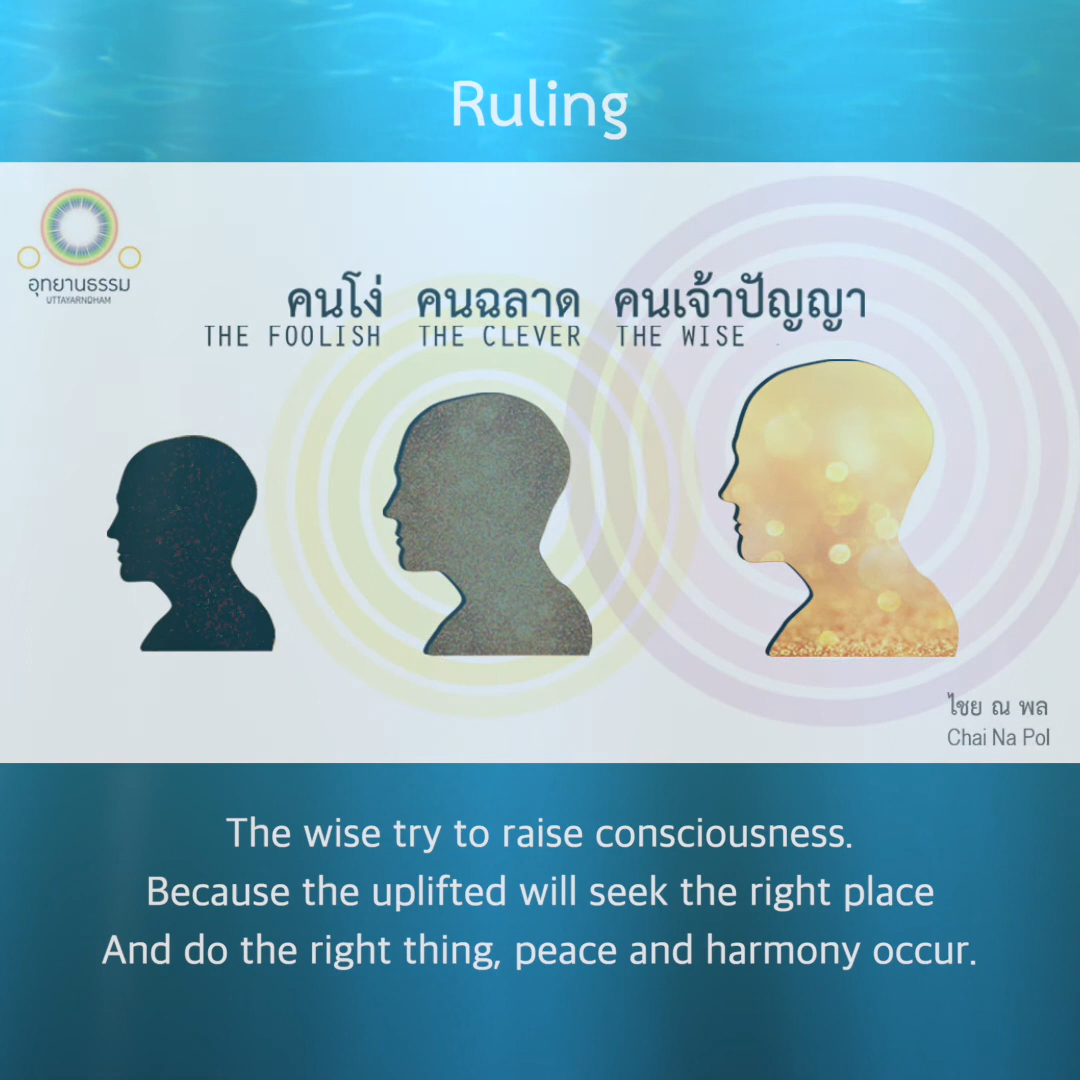 Ruling
อุทยานธรรม
UTTAYARNDHAM
คนโง่ คนฉลาด คนเจ้าปัญญา
THE FOOLISH THE CLEVER THE WISE
ไชย ณ พล
Chai Na Pol
The wise try to raise consciousness.
Because the uplifted will seek the right place
And do the right thing, peace and harmony occur.